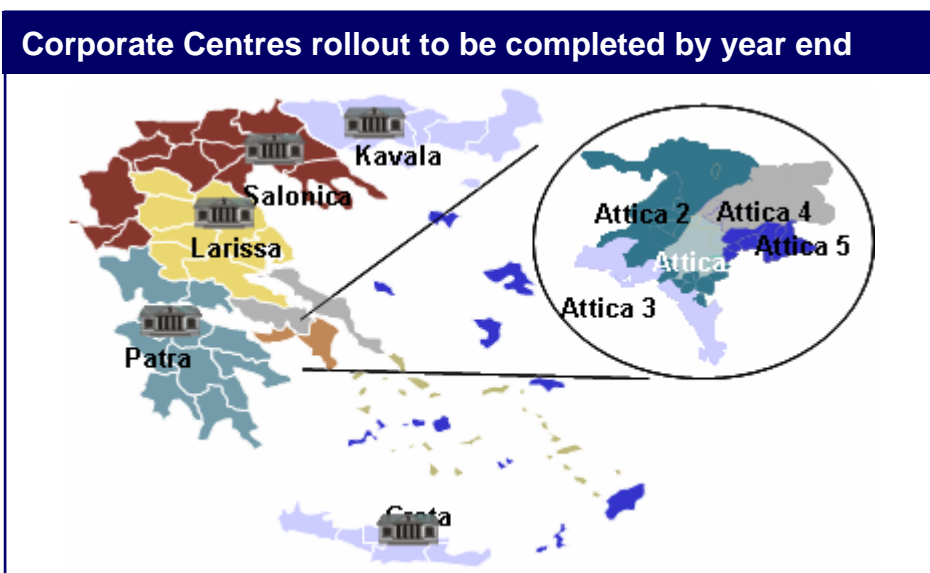 Corporate Centres rollout to be completed by year end
Kavala
Salonica
Larissa
Attica 2
Attica 4
Attica 5
Attica
Attica 3
Patra